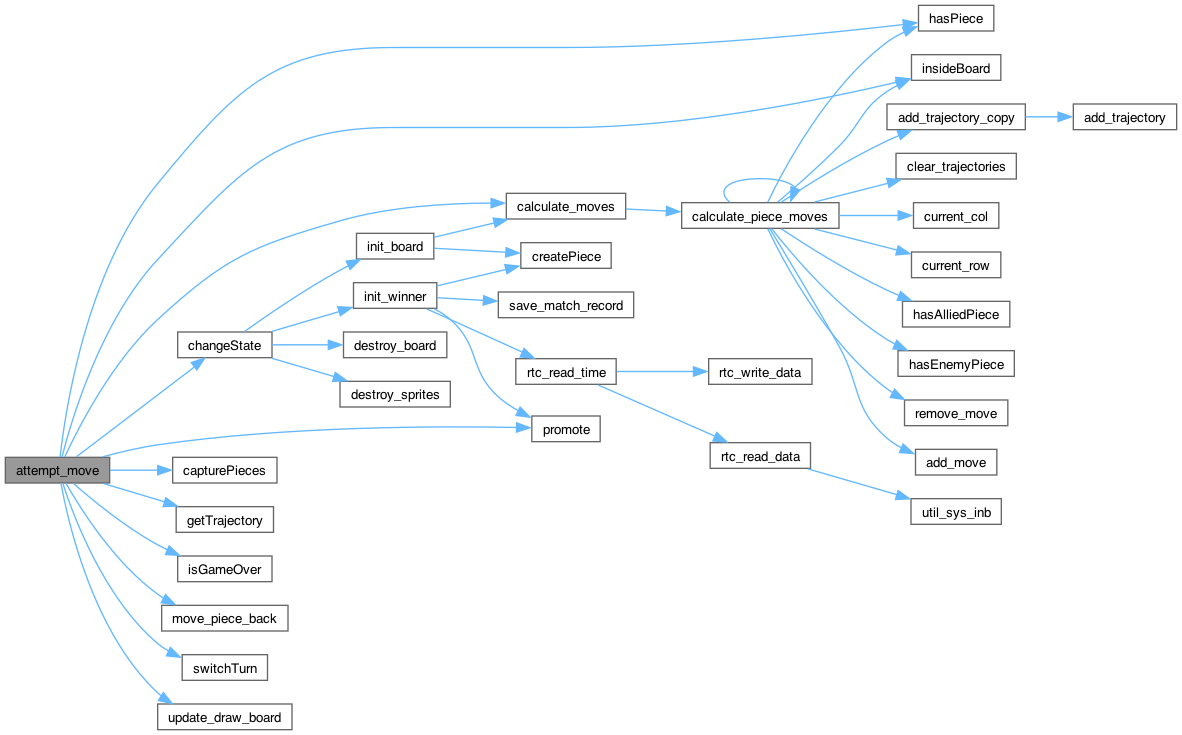 hasPiece
insideBoard
add_trajectory_copy
add_trajectory
clear_trajectories
calculate_moves
calculate_piece_moves
current_col
init_board
createPiece
current_row
init_winner
save_match_record
hasAlliedPiece
changeState
destroy_board
hasEnemyPiece
rtc_read_time
rtc_write_data
destroy_sprites
remove_move
promote
attempt_move
capturePieces
rtc_read_data
add_move
getTrajectory
util_sys_inb
isGameOver
move_piece_back
switchTurn
update_draw_board